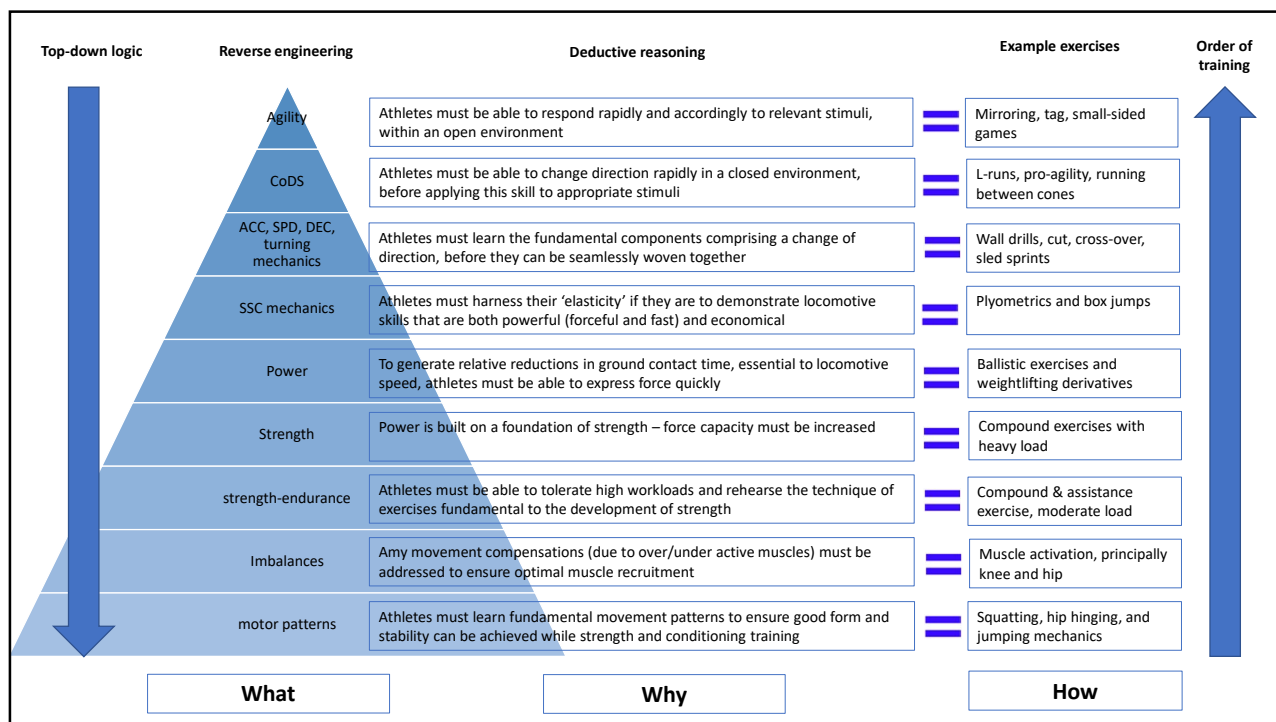 Top-down logic
Reverse engineering
Deductive reasoning
Example exercises
Order of
training
Agility
Athletes must be able to respond rapidly and accordingly to relevant stimuli,
within an open environment
Mirroring, tag, small-sided
games
CoDS
Athletes must be able to change direction rapidly in a closed environment,
before applying this skill to appropriate stimuli
L-runs, pro-agility, running
between cones
ACC, SPD, DEC,
turning
mechanics
Athletes must learn the fundamental components comprising a change of
direction, before they can be seamlessly woven together
Wall drills, cut, cross-over,
sled sprints
SSC mechanics
Athletes must harness their ‘elasticity’ if they are to demonstrate locomotive
skills that are both powerful (forceful and fast) and economical
Plyometrics and box jumps
Power
To generate relative reductions in ground contact time, essential to locomotive
speed, athletes must be able to express force quickly
Ballistic exercises and
weightlifting derivatives
Strength
Power is built on a foundation of strength – force capacity must be increased
Compound exercises with
heavy load
strength-endurance
Athletes must be able to tolerate high workloads and rehearse the technique of
exercises fundamental to the development of strength
Compound & assistance
exercise, moderate load
Imbalances
Amy movement compensations (due to over/under active muscles) must be
addressed to ensure optimal muscle recruitment
Muscle activation, principally
knee and hip
motor patterns
Athletes must learn fundamental movement patterns to ensure good form and
stability can be achieved while strength and conditioning training
Squatting, hip hinging, and
jumping mechanics
What
Why
How